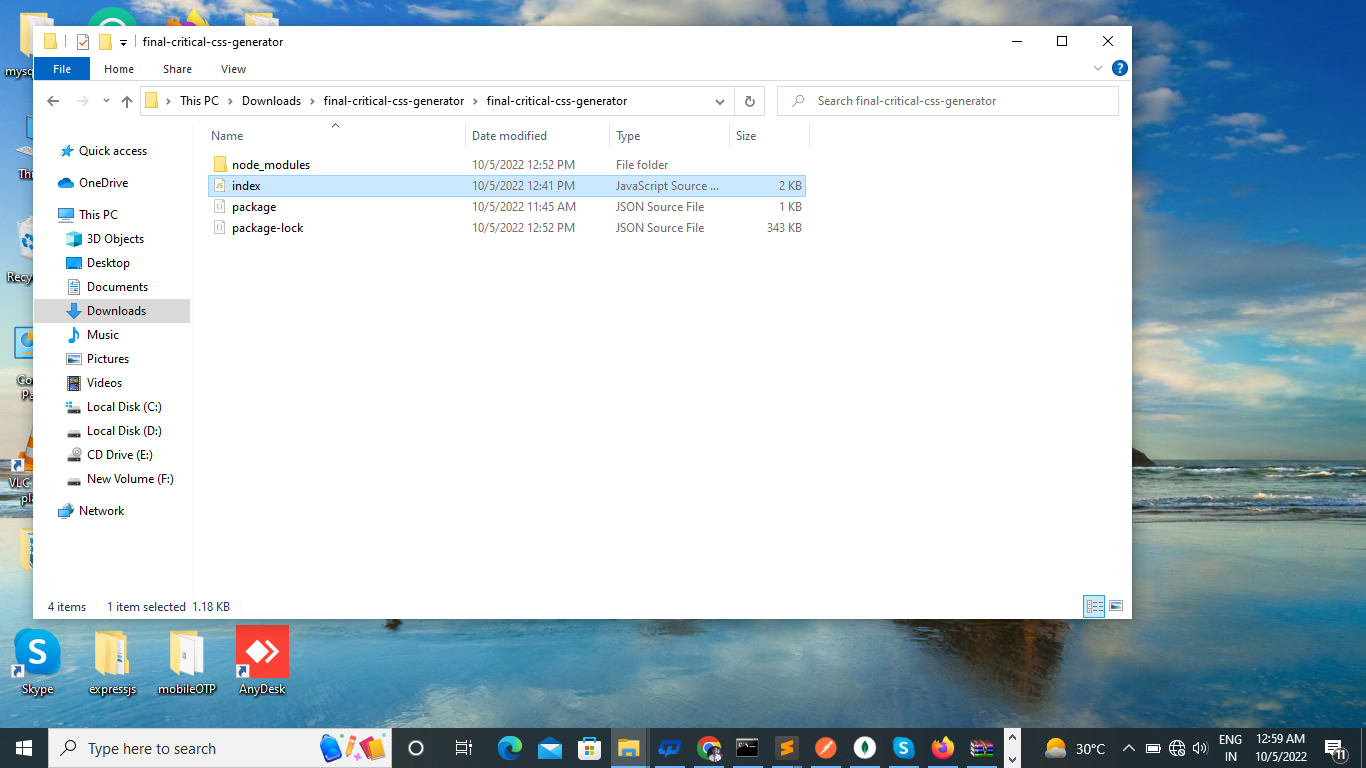 final-critical-css-generator
File Home Share View
This PC Downloads final-critical-css-generator final-critical-css-generator
Search final-critical-css-generator
Name Date modified Type Size
node_modules 10/5/2022 12:52 PM File folder
index 10/5/2022 12:41 PM JavaScript Source ... 2 KB
package 10/5/2022 11:45 AM JSON Source File 1 KB
package-lock 10/5/2022 12:52 PM JSON Source File 343 KB
Quick access
OneDrive
This PC
3D Objects
Desktop
Documents
Downloads
Music
Pictures
Videos
Local Disk (C:)
Local Disk (D:)
CD Drive (E:)
New Volume (F:)
Network
4 items 1 item selected 1.18 KB
mysq
Thi
Recy
Co
Pa
VLC
pl
Skype
expressjs
mobileOTP
AnyDesk
Type here to search
30°C
ENG
IN
12:59 AM
10/5/2022
11